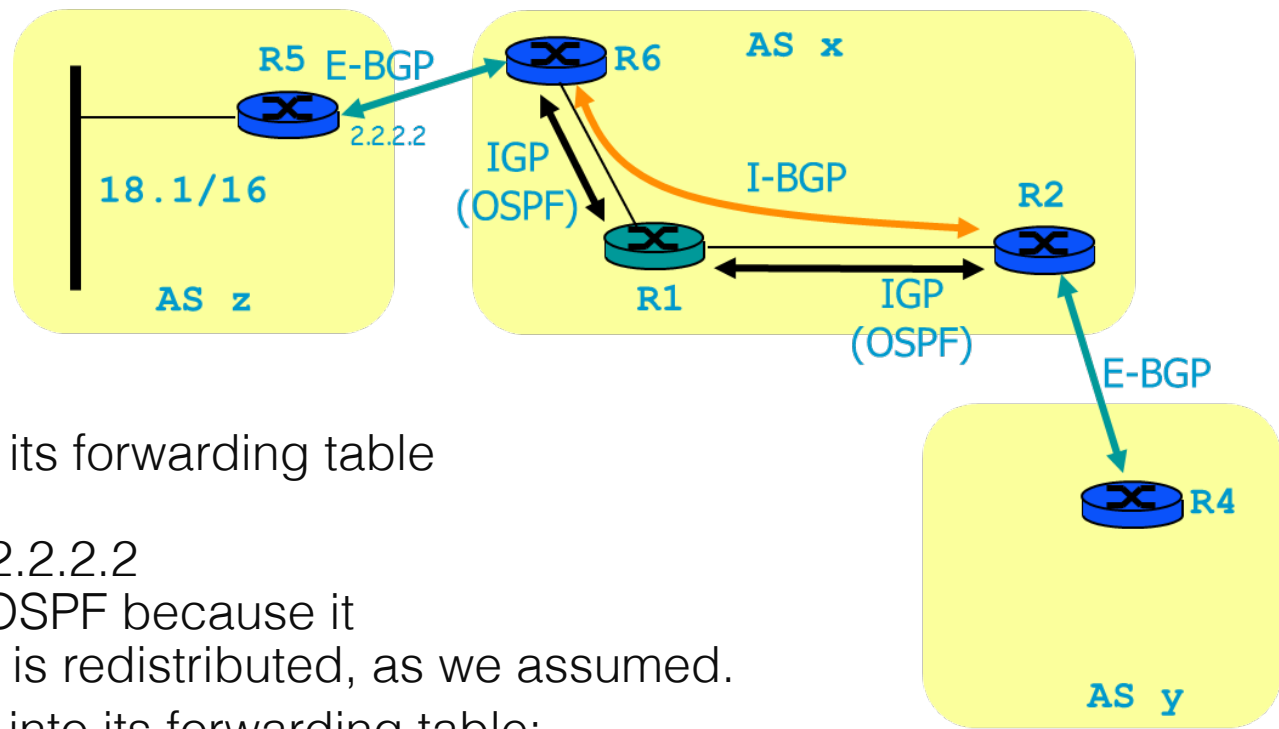 AS x
R5
E-BGP
R6
2.2.2.2
IGP
(OSPF)
I-BGP
18.1/16
R2
AS z
R1
IGP
(OSPF)
E-BGP
its forwarding table
R4
2.2.2.2
OSPF because it
is redistributed, as we assumed.
AS y
into its forwarding table: